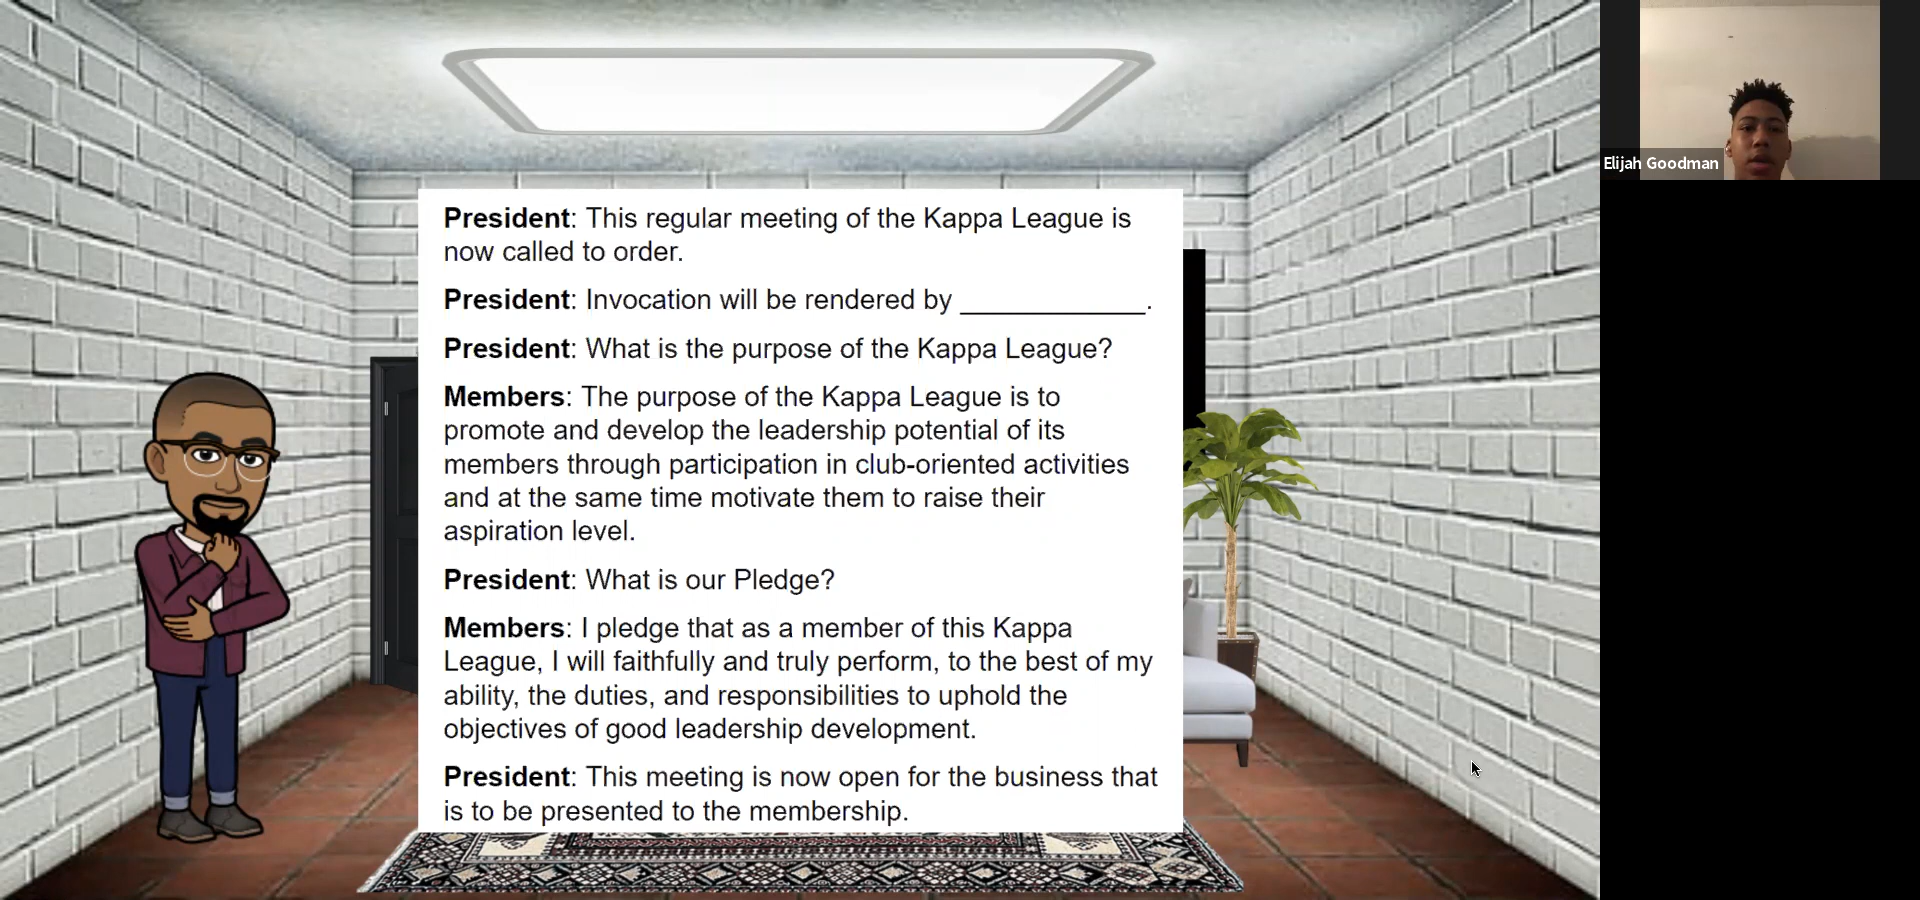 President: This regular meeting of the Kappa League is
now called to order.
President: Invocation will be rendered by ____________.
President: What is the purpose of the Kappa League?
Members: The purpose of the Kappa League is to
promote and develop the leadership potential of its
members through participation in club-oriented activities
and at the same time motivate them to raise their
aspiration level.
President: What is our Pledge?
Members: I pledge that as a member of this Kappa
League, I will faithfully and truly perform, to the best of my
ability, the duties, and responsibilities to uphold the
objectives of good leadership development.
President: This meeting is now open for the business that
is to be presented to the membership.
Elijah Goodman